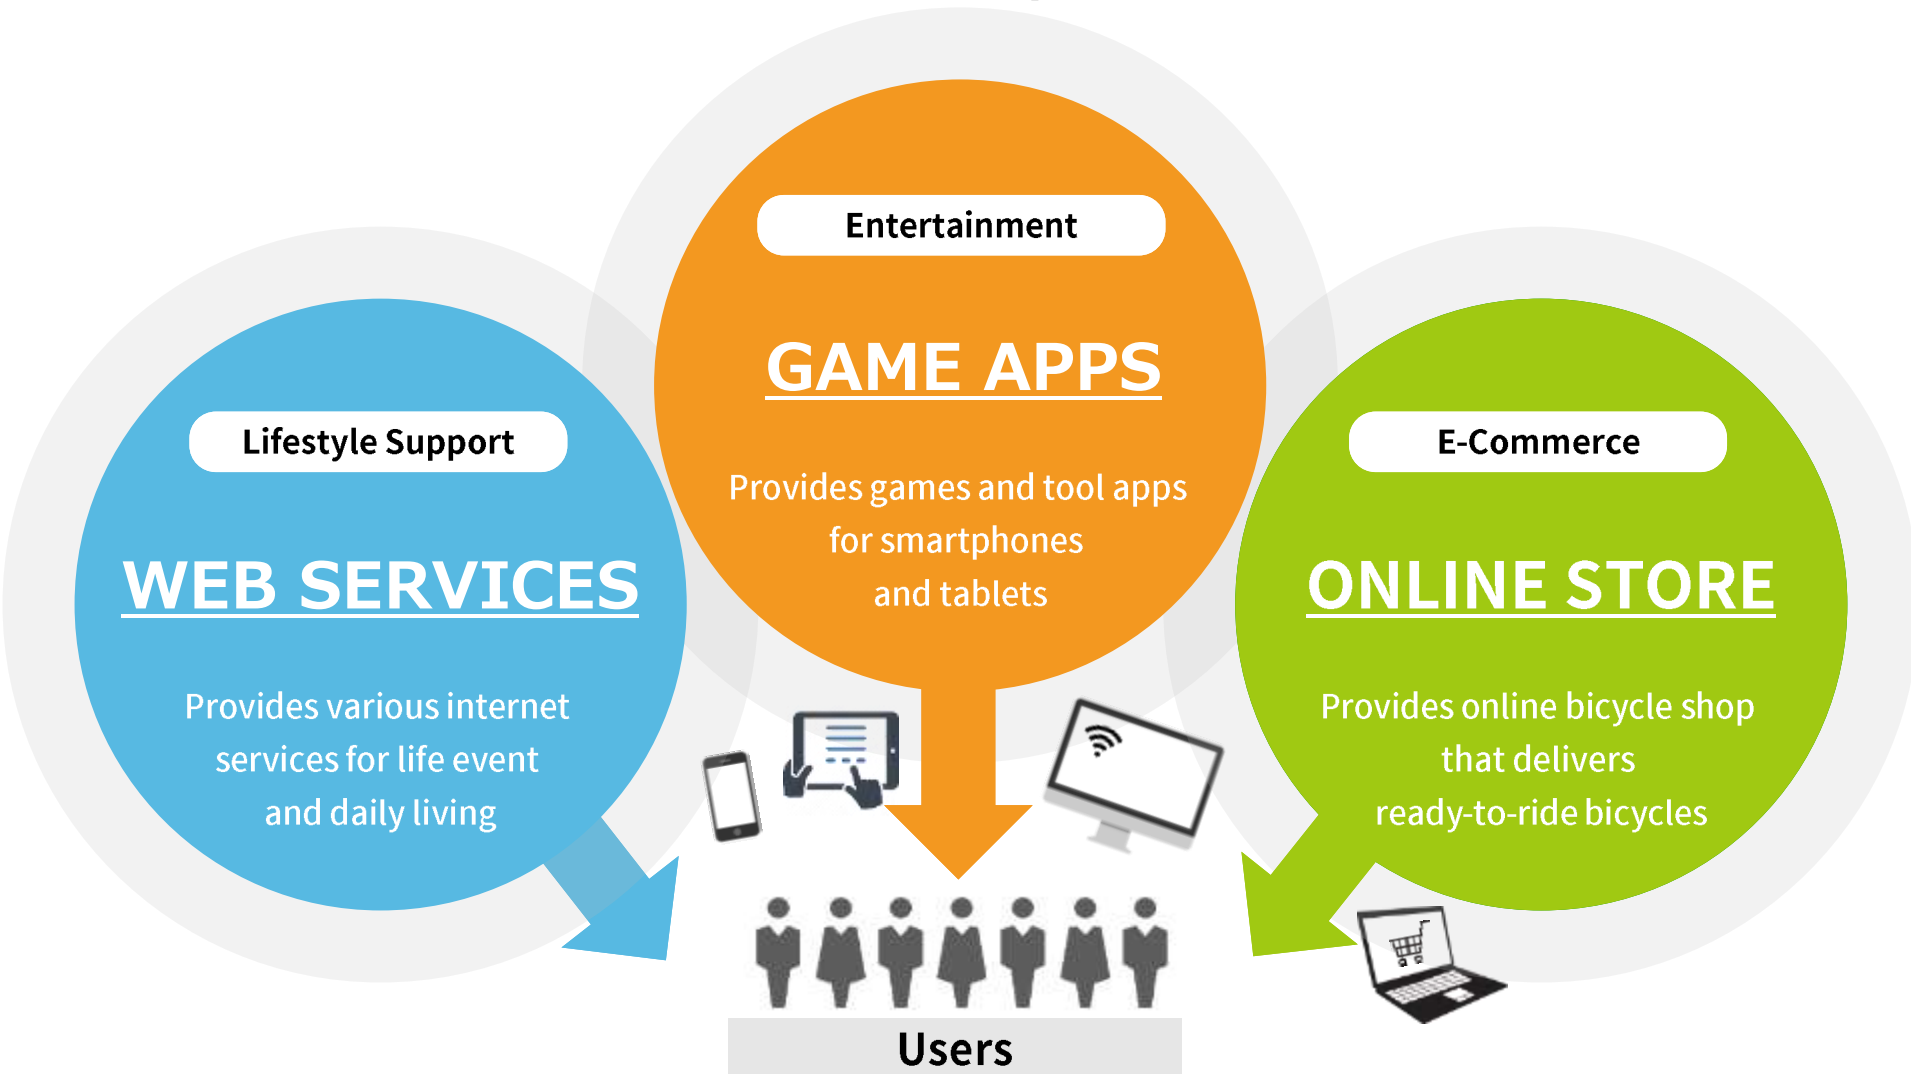 Entertainment
GAME APPS
Provides games and tool apps
for smartphones
and tablets
Lifestyle Support
WEB SERVICES
Provides various internet
services for life event
and daily living
E-Commerce
ONLINE STORE
Provides online bicycle shop
that delivers
ready-to-ride bicycles
Users